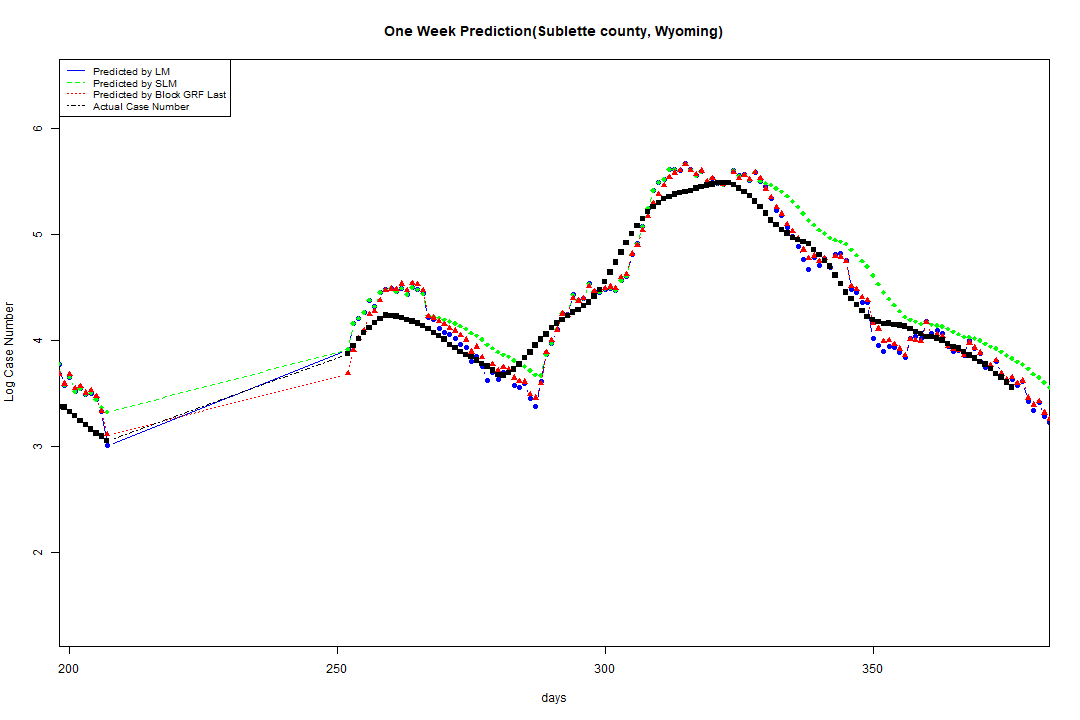 One Week Prediction(Sublette county, Wyoming)
Predicted by LM
Predicted by SLM
Predicted by Block GRF Last
Actual Case Number
6
5
4
3
2
Log Case Number
200
250
300
350
days